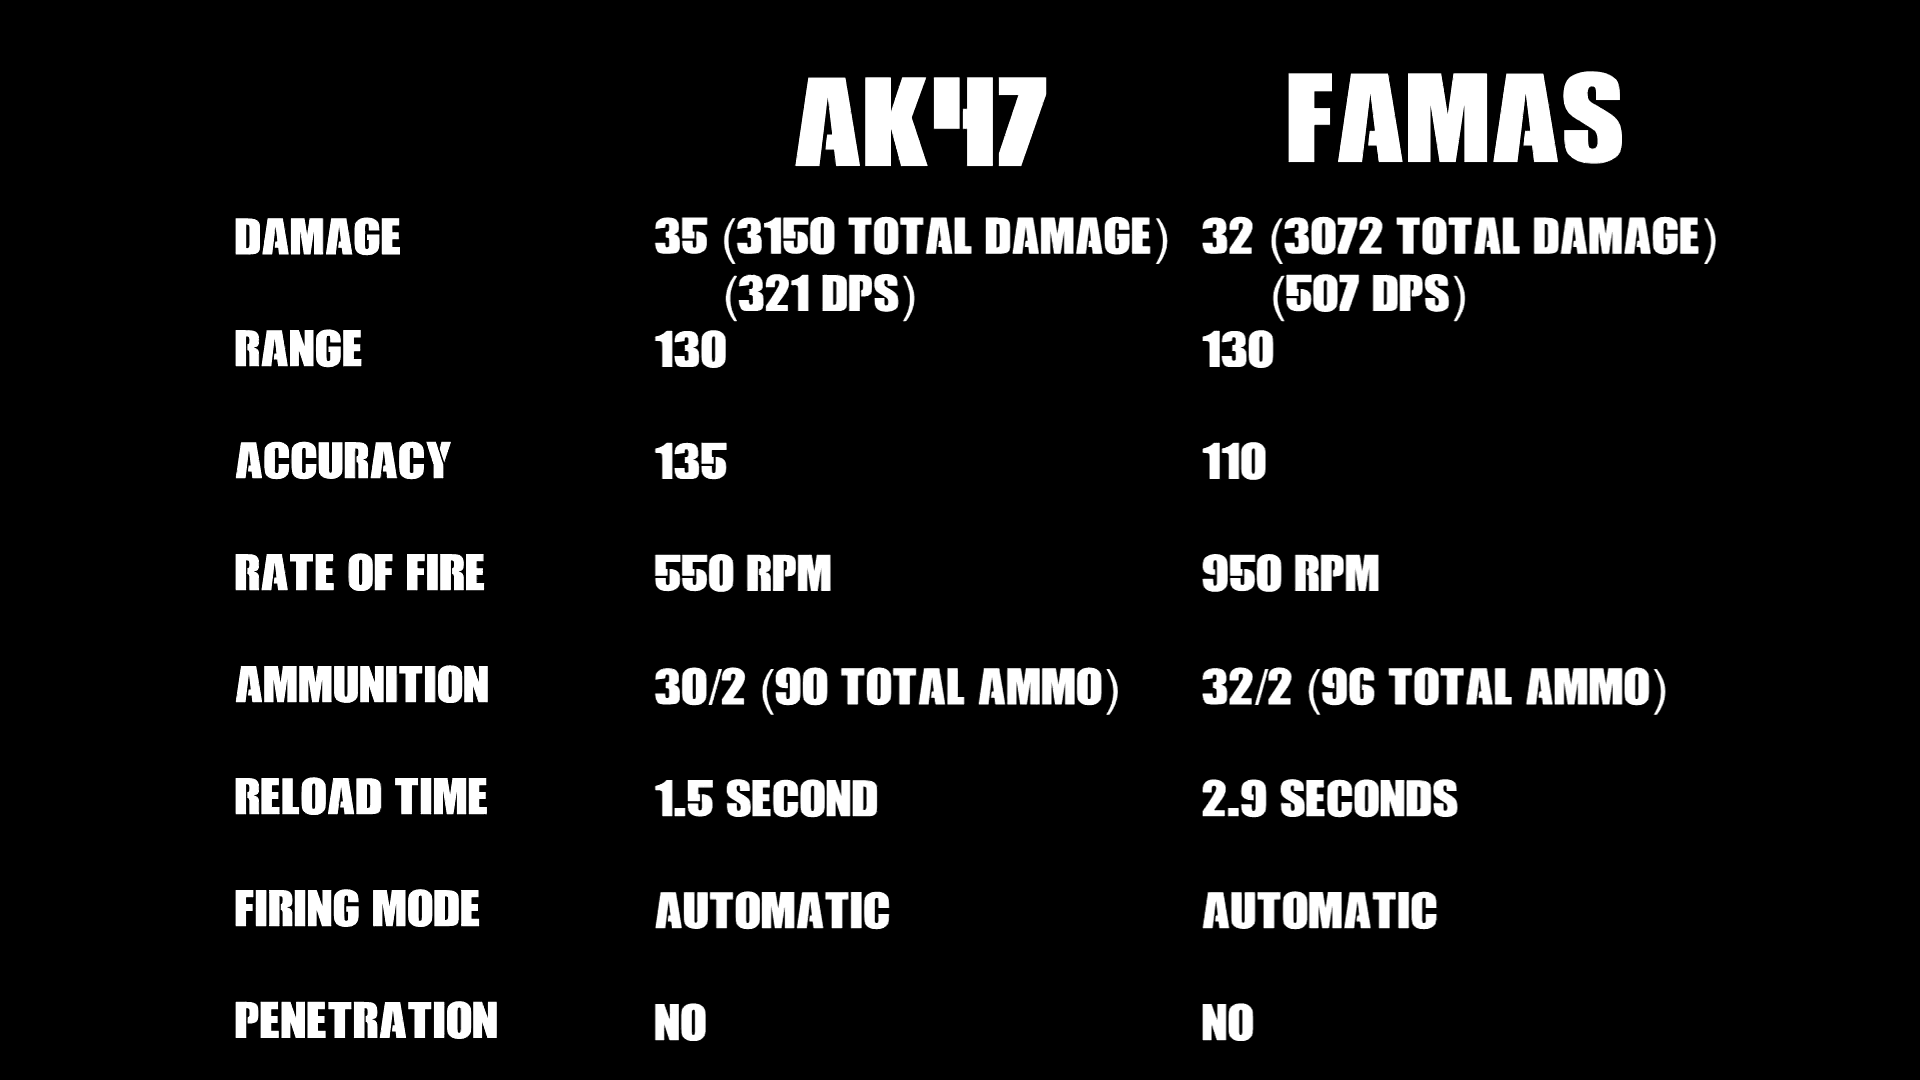 AK47 FAMAS
DAMAGE 35 (3150 TOTAL DAMAGE) 32 (3072 TOTAL DAMAGE)
(321 DPS) (507 DPS)
RANGE 130 130
ACCURACY 135 110
RATE OF FIRE 550 RPM 950 RPM
AMMUNITION 30/2 (90 TOTAL AMMO) 32/2 (96 TOTAL AMMO)
RELOAD TIME 1.5 SECOND 2.9 SECONDS
FIRING MODE AUTOMATIC AUTOMATIC
PENETRATION NO NO